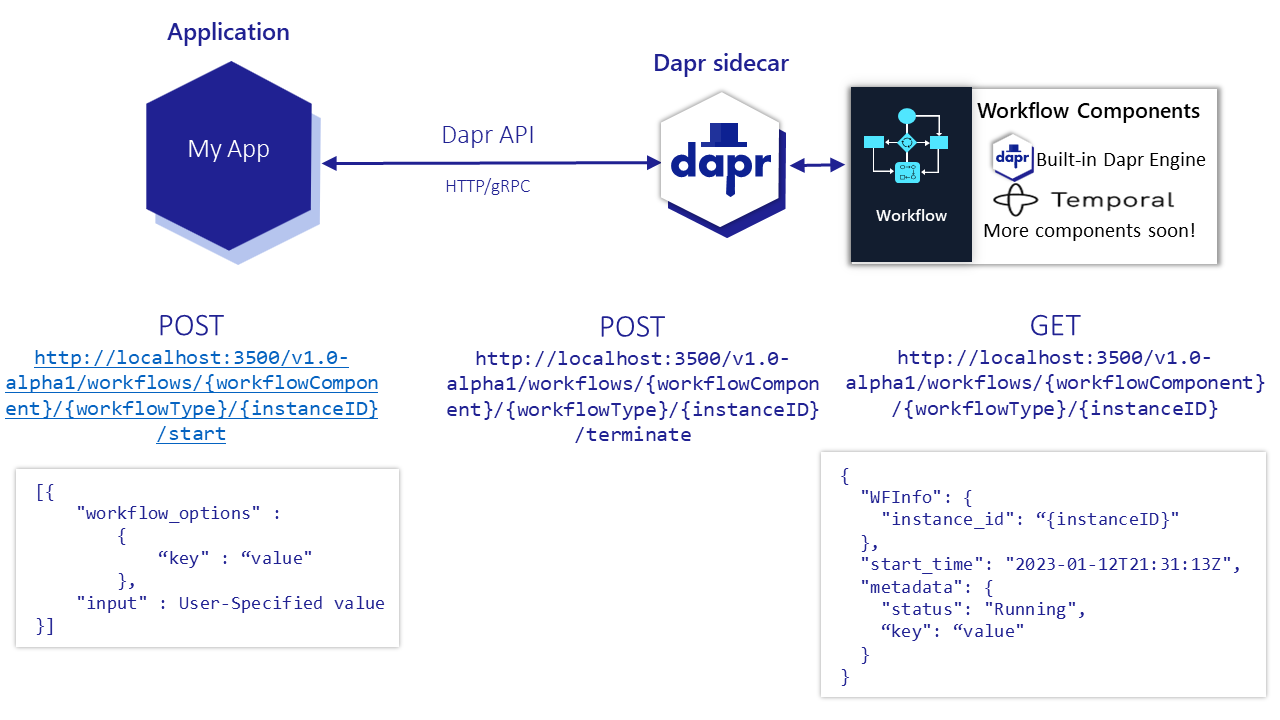 Application
Dapr sidecar
My App
Dapr API
HTTP/gRPC
dapr
Workflow
Workflow Components
dapr
Built-in Dapr Engine
Temporal
More components soon!
POST
http://localhost:3500/v1.0-
alpha1/workflows/{workflowCompon
ent}/{workflowType}/{instanceID}
/start
[{
"workflow_options" :
{
“key" : “value"
},
"input" : User-Specified value
}]
POST
http://localhost:3500/v1.0-
alpha1/workflows/{workflowCompon
ent}/{workflowType}/{instanceID}
/terminate
GET
http://localhost:3500/v1.0-
alpha1/workflows/{workflowComponent}
/{workflowType}/{instanceID}
{
"WFInfo": {
"instance_id": “{instanceID}"
},
"start_time": "2023-01-12T21:31:13Z",
"metadata": {
"status": "Running",
“key": “value"
}
}